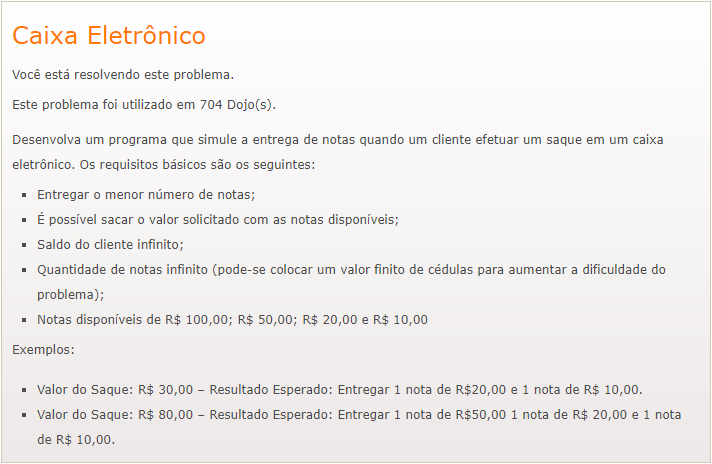 Caixa Eletrônico
Você está resolvendo este problema.
Este problema foi utilizado em 704 Dojo(s).
Desenvolva um programa que simule a entrega de notas quando um cliente efetuar um saque em um caixa
eletrônico. Os requisitos básicos são os seguintes:
Entregar o menor número de notas;
É possível sacar o valor solicitado com as notas disponíveis;
Saldo do cliente infinito;
Quantidade de notas infinito (pode-se colocar um valor finito de cédulas para aumentar a dificuldade do
problema);
Notas disponíveis de R$ 100,00; R$ 50,00; R$ 20,00 e R$ 10,00
Exemplos:
Valor do Saque: R$ 30,00 – Resultado Esperado: Entregar 1 nota de R$20,00 e 1 nota de R$ 10,00.
Valor do Saque: R$ 80,00 – Resultado Esperado: Entregar 1 nota de R$50,00 1 nota de R$ 20,00 e 1 nota
de R$ 10,00.